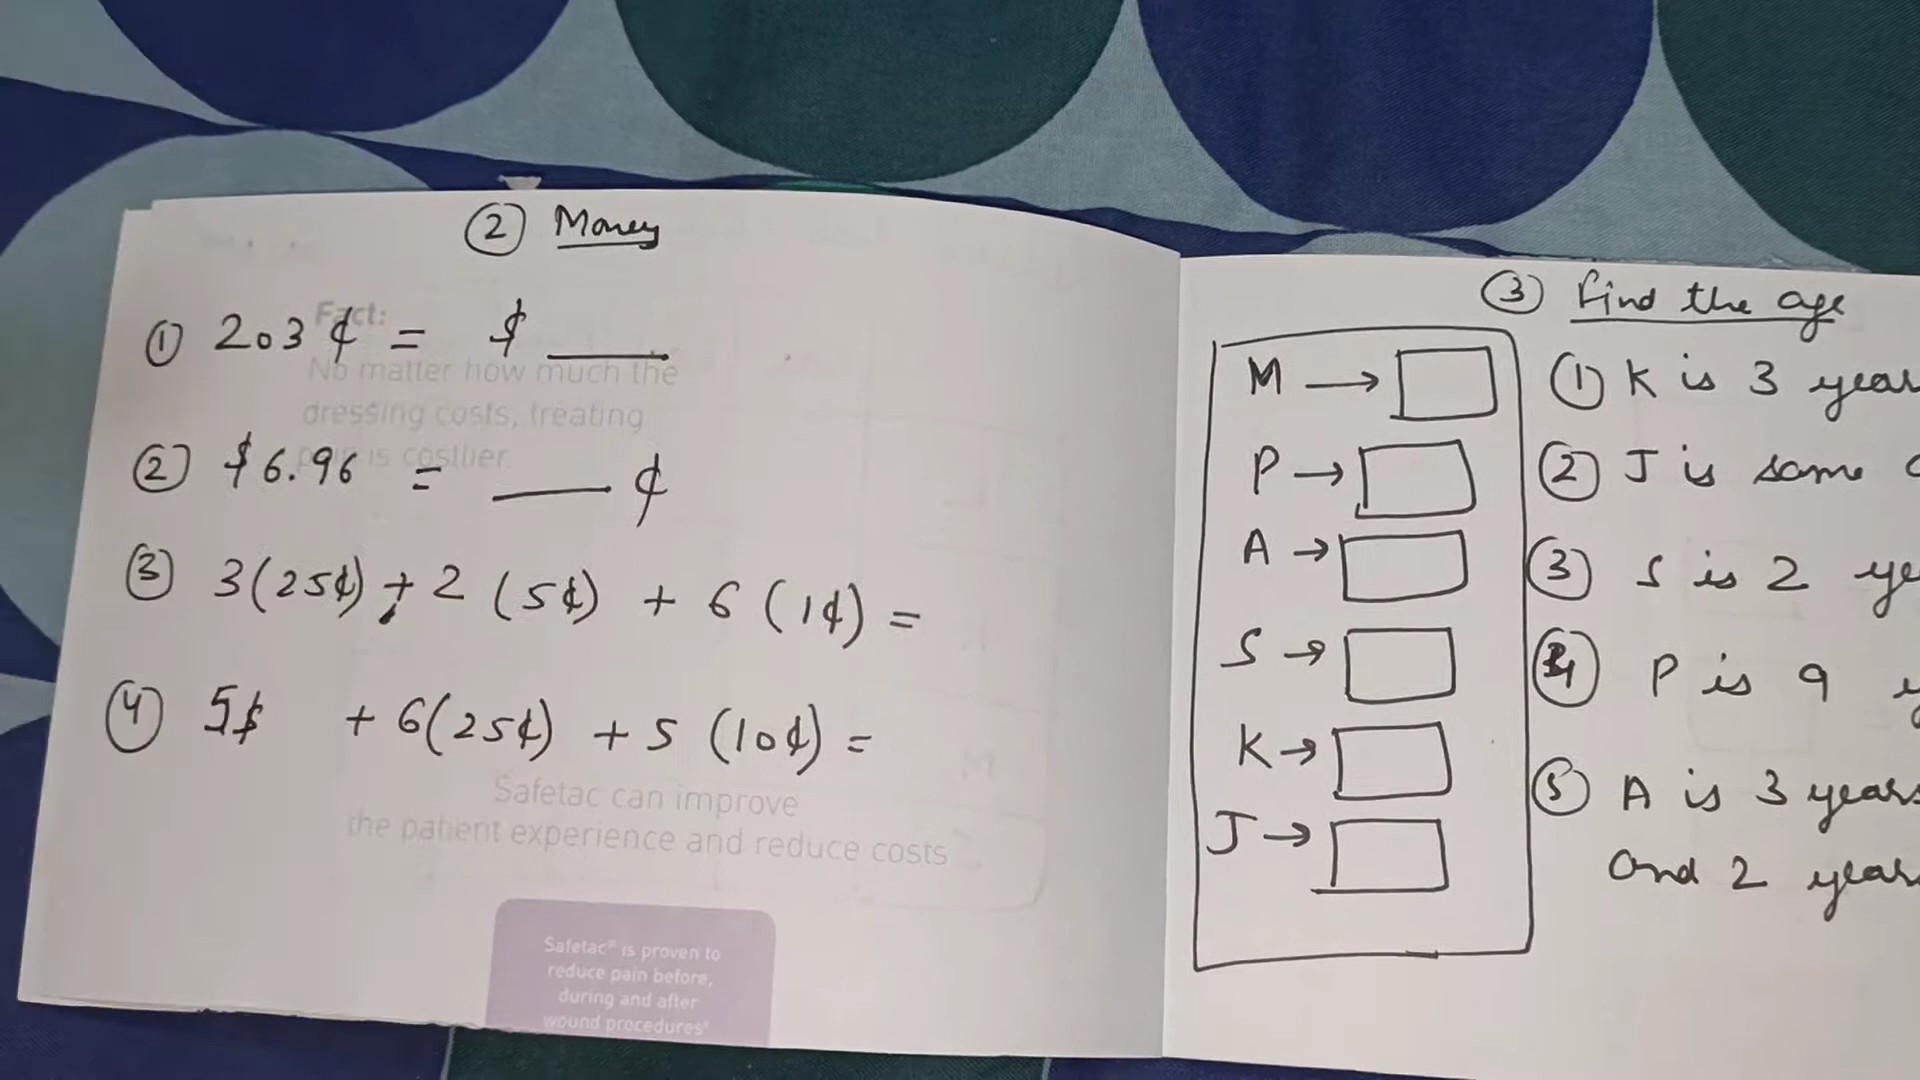 ② Money
① 203 ¢ = $ ____
Fact:
No matter how much the
dressing costs, treating
is costlier
② $6.96 = ____ ¢
③ 3(25¢) + 2 (5¢) + 6 (1¢) =
④ 5$ + 6(25¢) + 5 (10¢) =
Safetac can improve
the patient experience and reduce costs
Safetac® is proven to
reduce pain before,
during and after
wound procedures
③ Find the age
M →
P →
A →
S →
K →
J →
① K is 3 year
② J is same
③ S is 2 ye
④ P is 9 y
⑤ A is 3 years
and 2 years